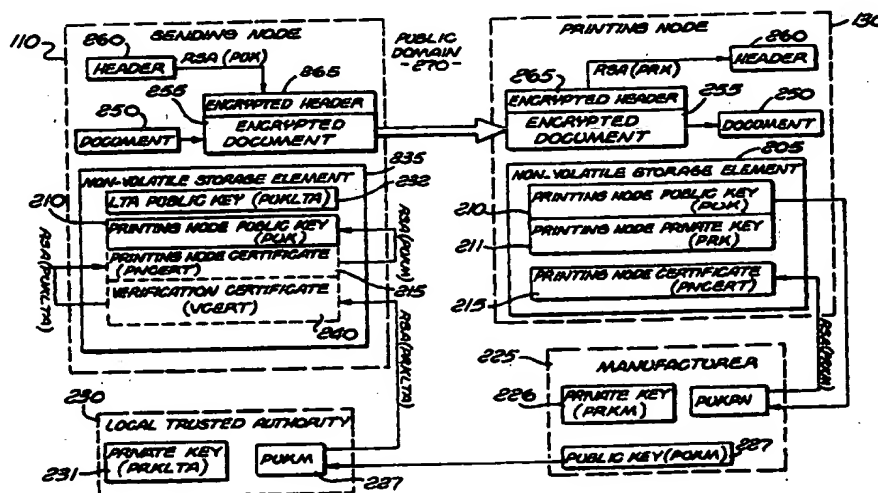 SENDING NODE
110
260
HEADER
RSA (PUK)
265
255
ENCRYPTED HEADER
ENCRYPTED DOCUMENT
250
DOCUMENT
PUBLIC DOMAIN
-270-
PRINTING NODE
130
260
HEADER
RSA (PRK)
265
255
ENCRYPTED HEADER
ENCRYPTED DOCUMENT
250
DOCUMENT
NON-VOLATILE STORAGE ELEMENT
235
LTA PUBLIC KEY (PUKLTA)
232
210
PRINTING NODE PUBLIC KEY (PUK)
PRINTING NODE CERTIFICATE (PNCERT)
215
VERIFICATION CERTIFICATE (VCERT)
240
RSA(PUKLTA)
RSA(PUKM)
RSA(PRKLTA)
NON-VOLATILE STORAGE ELEMENT
205
210
PRINTING NODE PUBLIC KEY (PUK)
211
PRINTING NODE PRIVATE KEY (PRK)
215
PRINTING NODE CERTIFICATE (PNCERT)
RSA(PRKM)
230
LOCAL TRUSTED AUTHORITY
231
PRIVATE KEY (PRKLTA)
PUKM
227
225
MANUFACTURER
226
PRIVATE KEY (PRKM)
PUKPN
PUBLIC KEY (PUKM)
227